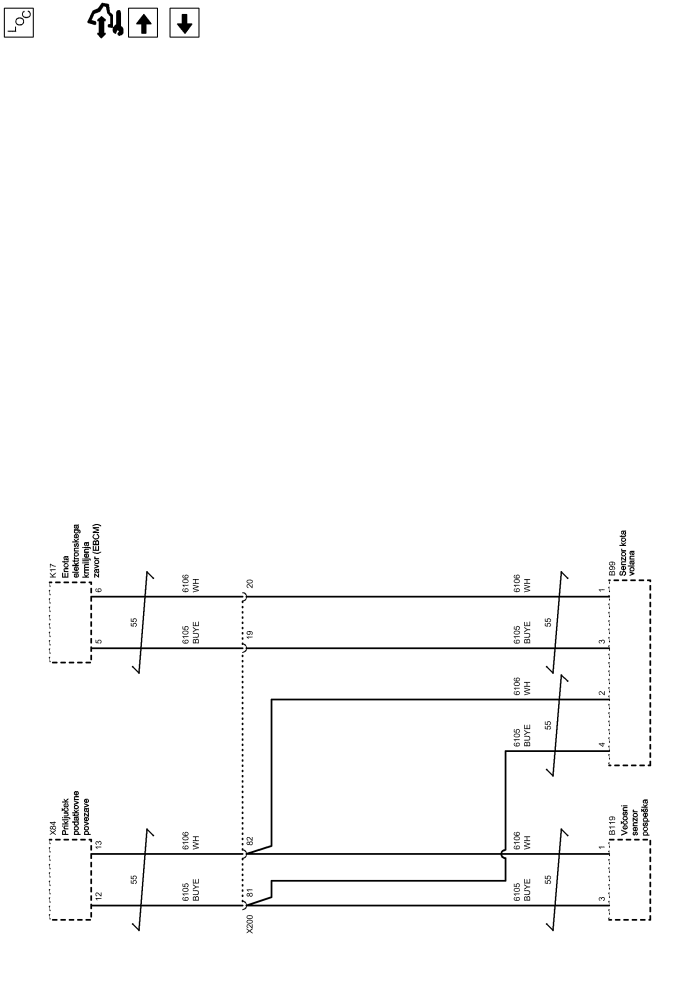 LOC
K17
Enota
elektronskega
krmiljenja
zavor (EBCM)
6
5
55
6106
WH
6105
BUYE
20
19
6106
WH
6105
BUYE
55
1
3
B99
Senzor kota
volana
6106
WH
6105
BUYE
55
2
4
X84
Priključek
podatkovne
povezave
13
12
55
6106
WH
6105
BUYE
82
81
X200
6106
WH
6105
BUYE
55
1
3
B119
Večosni
senzor
pospeška